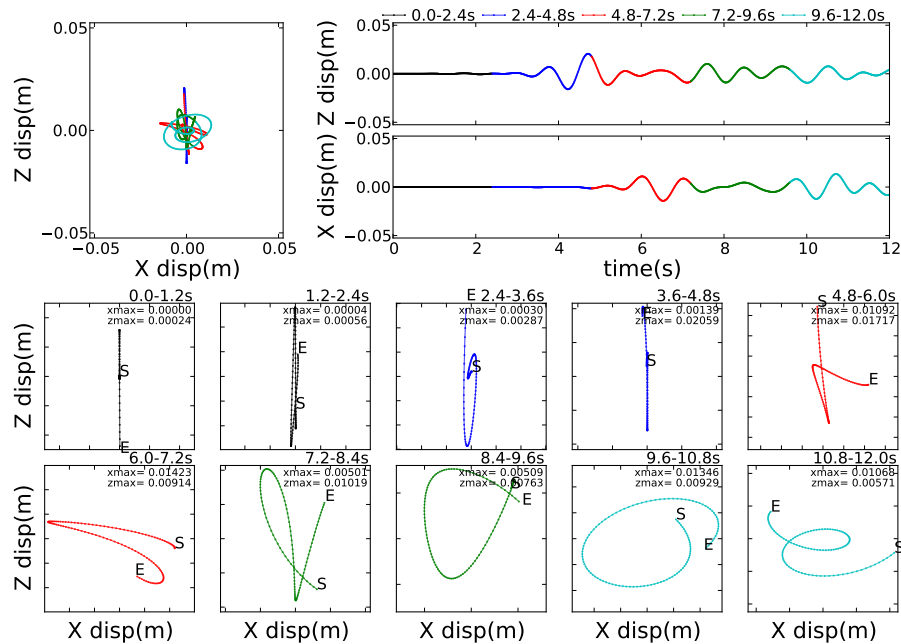 0.0-2.4s 2.4-4.8s 4.8-7.2s 7.2-9.6s 9.6-12.0s
0.05
0.00
−0.05
Z disp(m)
−0.05 0.00 0.05
X disp(m)
0.05
0.00
−0.05
Z disp(m)
0.05
0.00
−0.05
X disp(m)
0 2 4 6 8 10 12
time(s)
0.0-1.2s
xmax= 0.00000
zmax= 0.00024
S
E
Z disp(m)
1.2-2.4s
xmax= 0.00004
zmax= 0.00056
E
S
2.4-3.6s
xmax= 0.00030
zmax= 0.00287
E
S
3.6-4.8s
xmax= 0.00139
zmax= 0.02059
E
S
4.8-6.0s
xmax= 0.01092
zmax= 0.01717
S
E
6.0-7.2s
xmax= 0.01423
zmax= 0.00914
S
E
Z disp(m)
X disp(m)
7.2-8.4s
xmax= 0.00501
zmax= 0.01019
E
S
X disp(m)
8.4-9.6s
xmax= 0.00509
zmax= 0.00763
S
E
X disp(m)
9.6-10.8s
xmax= 0.01346
zmax= 0.00929
S
E
X disp(m)
10.8-12.0s
xmax= 0.01068
zmax= 0.00571
E
S
X disp(m)